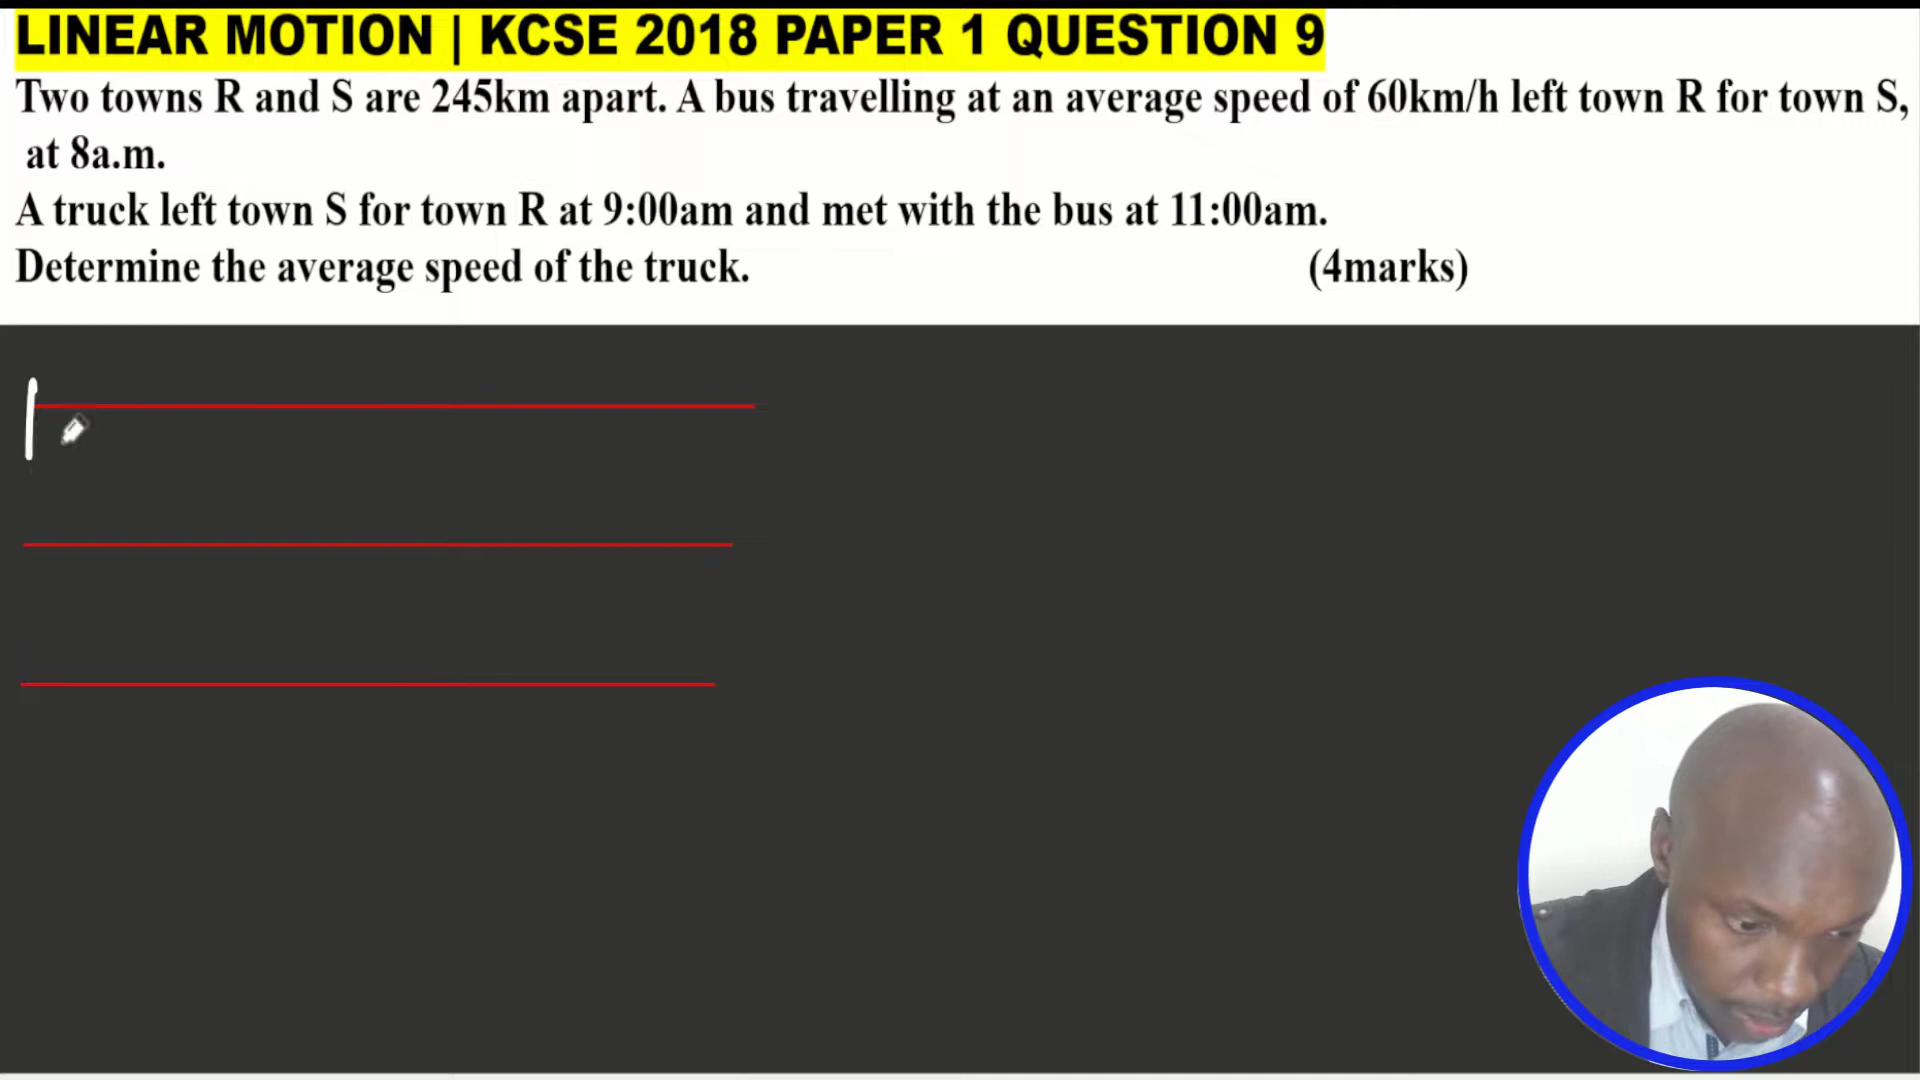 LINEAR MOTION | KCSE 2018 PAPER 1 QUESTION 9
Two towns R and S are 245km apart. A bus travelling at an average speed of 60km/h left town R for town S,
at 8a.m.
A truck left town S for town R at 9:00am and met with the bus at 11:00am.
Determine the average speed of the truck. (4marks)